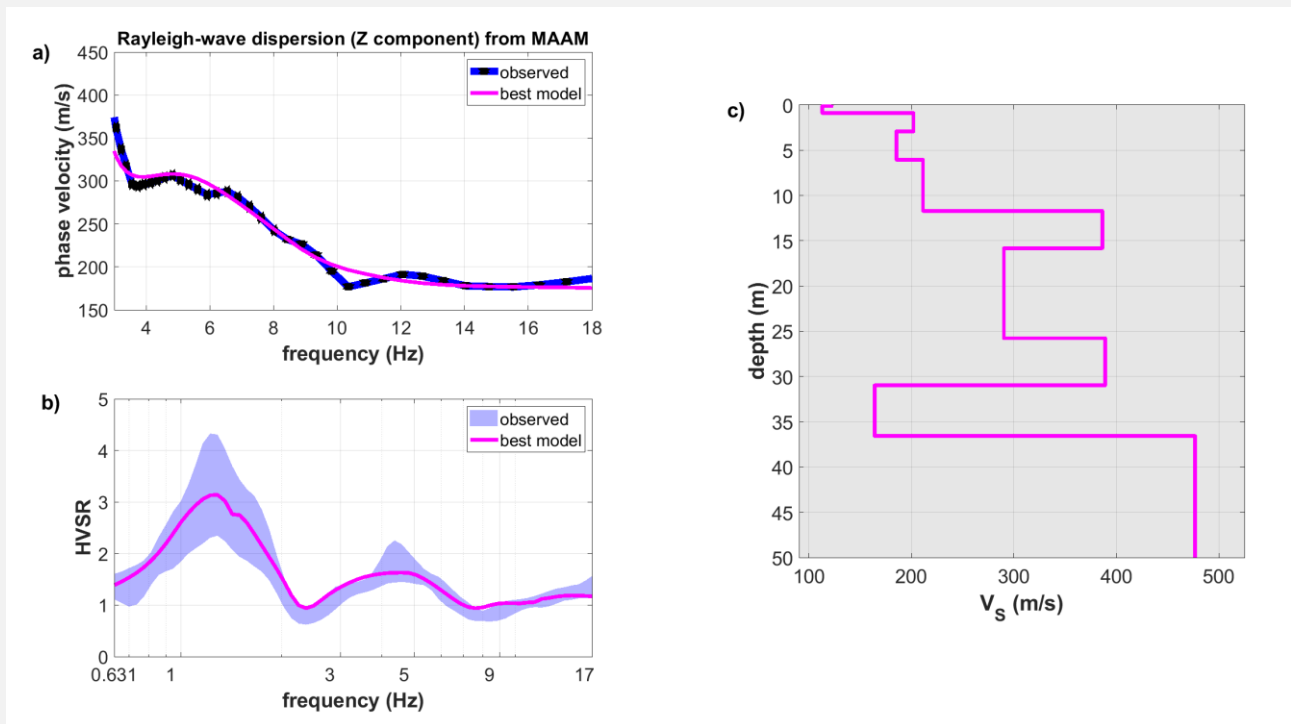 a)
Rayleigh-wave dispersion (Z component) from MAAM
450
400
350
300
250
200
150
phase velocity (m/s)
observed
best model
4 6 8 10 12 14 16 18
frequency (Hz)
b)
5
4
3
2
1
0
HVSR
observed
best model
0.631 1 3 5 9 17
frequency (Hz)
c)
0
5
10
15
20
25
30
35
40
45
50
depth (m)
100 200 300 400 500
V_S (m/s)